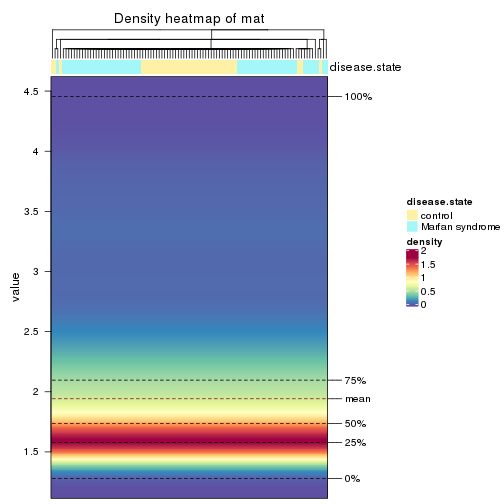 Density heatmap of mat
disease.state
4.5
100%
4
3.5
3
2.5
2
1.5
value
75%
mean
50%
25%
0%
disease.state
control
Marfan syndrome
density
2
1.5
1
0.5
0